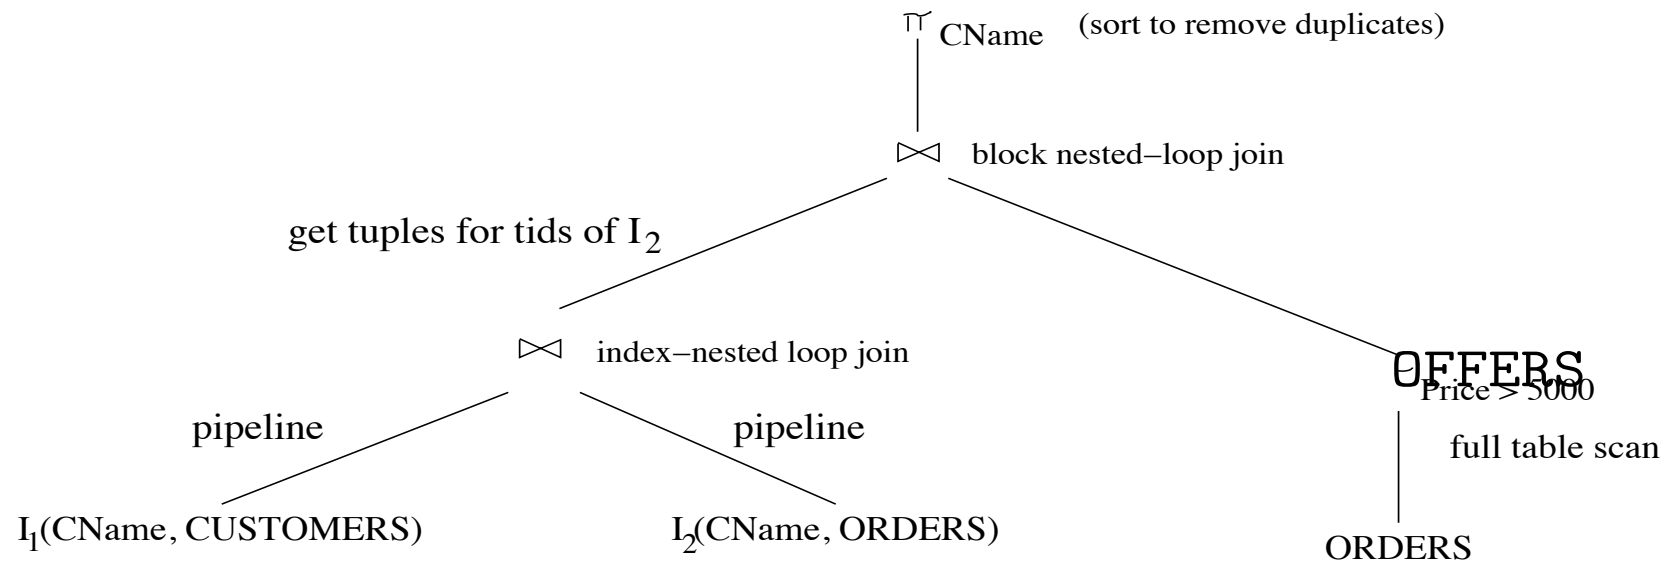 π CName (sort to remove duplicates)
⋈ block nested–loop join
get tuples for tids of I2
⋈ index–nested loop join
OFFERS
Price > 5000
pipeline pipeline
full table scan
I1(CName, CUSTOMERS) I2(CName, ORDERS)
ORDERS